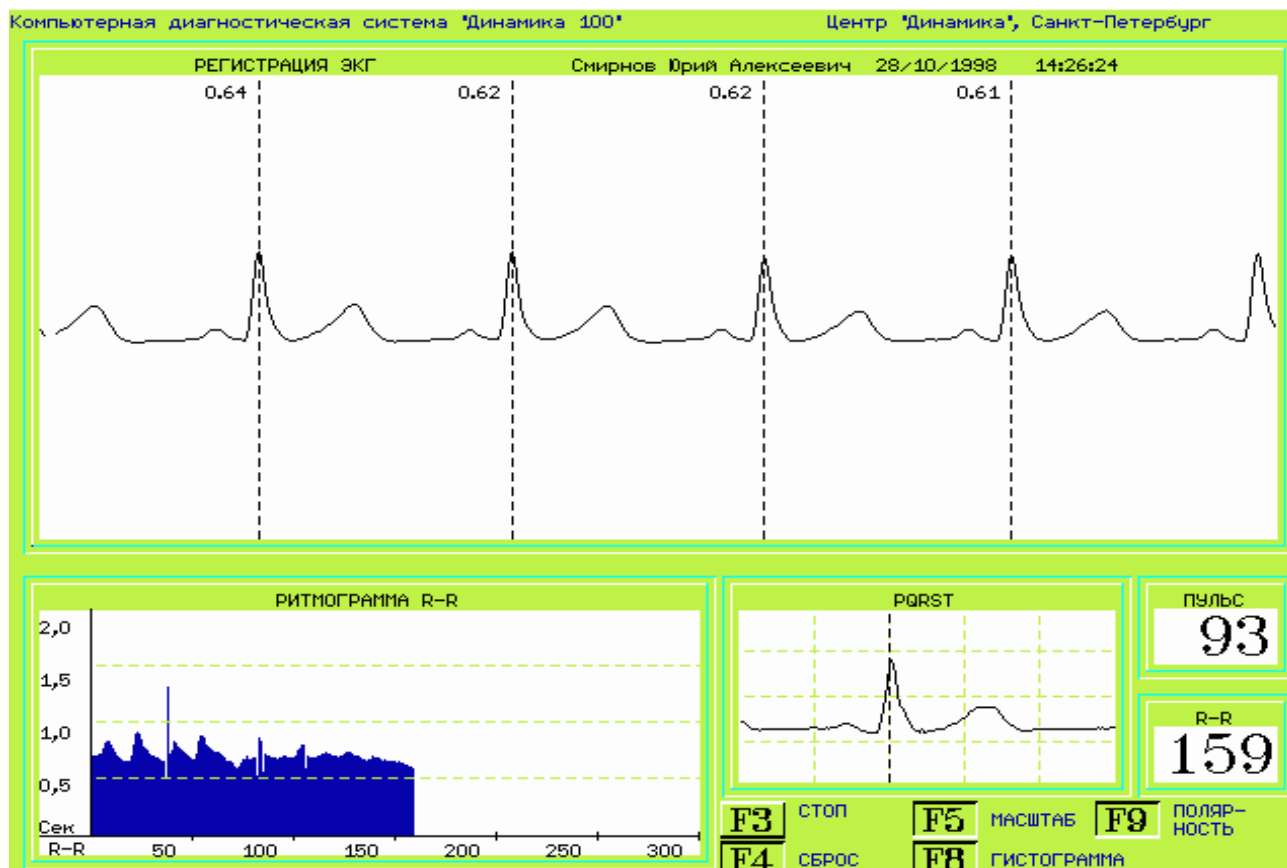 Компьютерная диагностическая система "Динамика 100" Центр "Динамика", Санкт-Петербург
РЕГИСТРАЦИЯ ЭКГ Смирнов Юрий Алексеевич 28/10/1998 14:26:24
0.64 0.62 0.62 0.61
РИТМОГРАММА R-R
2,0
1,5
1,0
0,5
Сек
R-R 50 100 150 200 250 300
PQRST
ПУЛЬС
93
R-R
159
F3 СТОП
F5 МАСШТАБ
F9 ПОЛЯР-
НОСТЬ
F4 СБРОС
F8 ГИСТОГРАММА